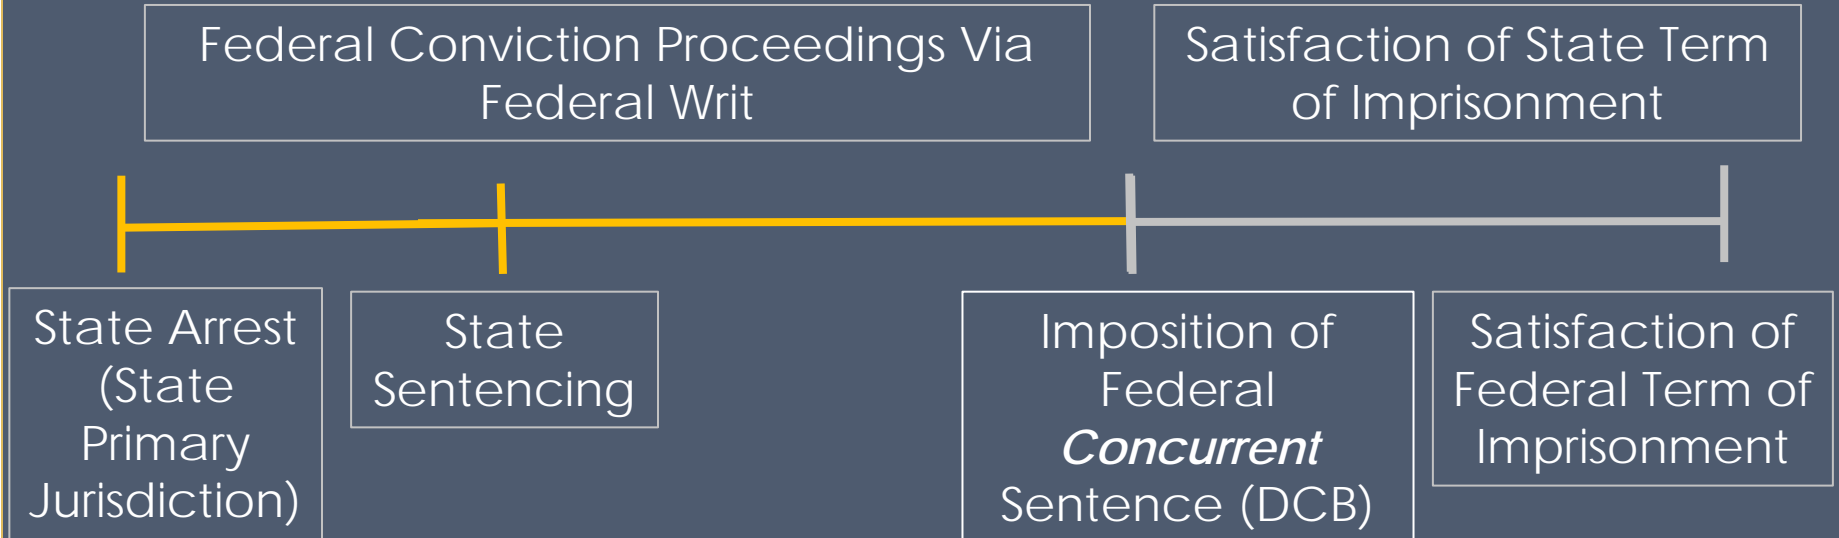 Federal Conviction Proceedings Via
Federal Writ
Satisfaction of State Term
of Imprisonment
State Arrest
(State
Primary
Jurisdiction)
State
Sentencing
Imposition of
Federal
Concurrent
Sentence (DCB)
Satisfaction of
Federal Term of
Imprisonment